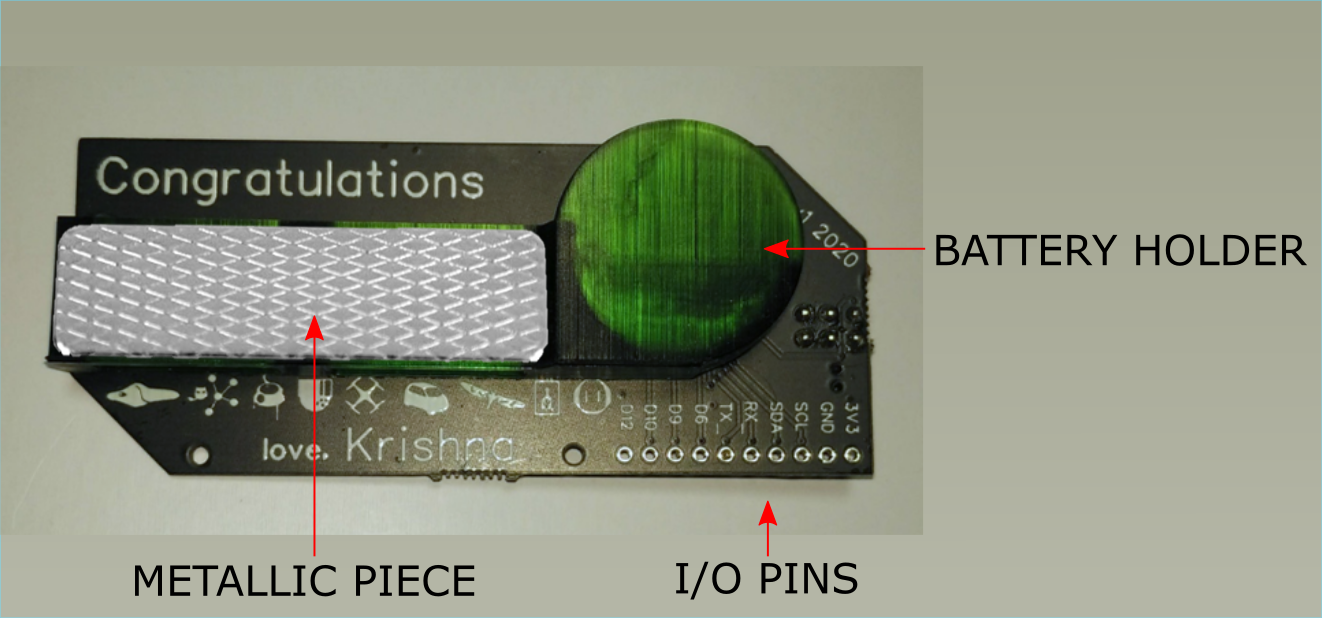 Congratulations
1 2020
BATTERY HOLDER
D12 D10 D9 D6 TX RX SDA SCL GND 3V3
love, Krishna
METALLIC PIECE
I/O PINS